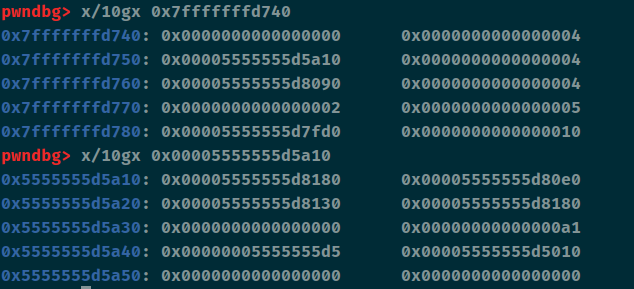 pwndbg> x/10gx 0x7fffffffd740
0x7fffffffd740: 0x0000000000000000 0x0000000000000004
0x7fffffffd750: 0x00005555555d5a10 0x0000000000000004
0x7fffffffd760: 0x00005555555d8090 0x0000000000000004
0x7fffffffd770: 0x0000000000000002 0x0000000000000005
0x7fffffffd780: 0x00005555555d7fd0 0x0000000000000010
pwndbg> x/10gx 0x00005555555d5a10
0x5555555d5a10: 0x00005555555d8180 0x00005555555d80e0
0x5555555d5a20: 0x00005555555d8130 0x00005555555d8180
0x5555555d5a30: 0x0000000000000000 0x00000000000000a1
0x5555555d5a40: 0x00000005555555d5 0x00005555555d5010
0x5555555d5a50: 0x0000000000000000 0x0000000000000000